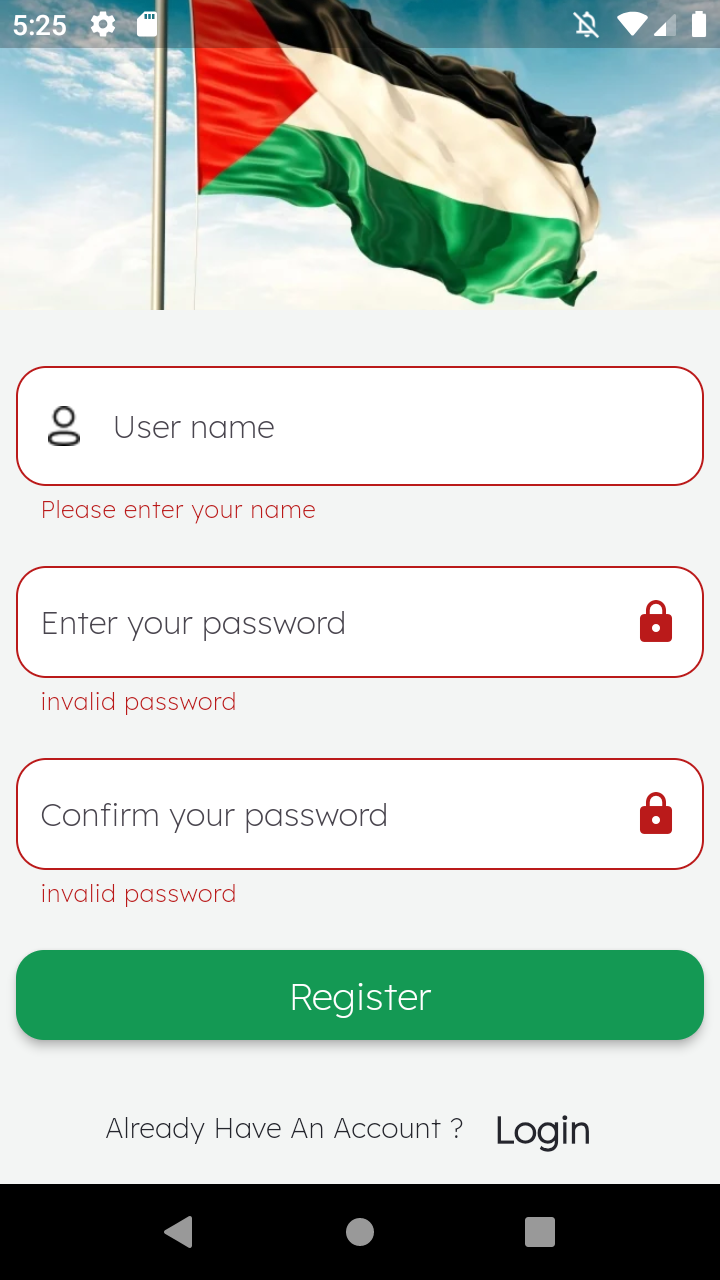 5:25
User name
Please enter your name
Enter your password
invalid password
Confirm your password
invalid password
Register
Already Have An Account ? Login